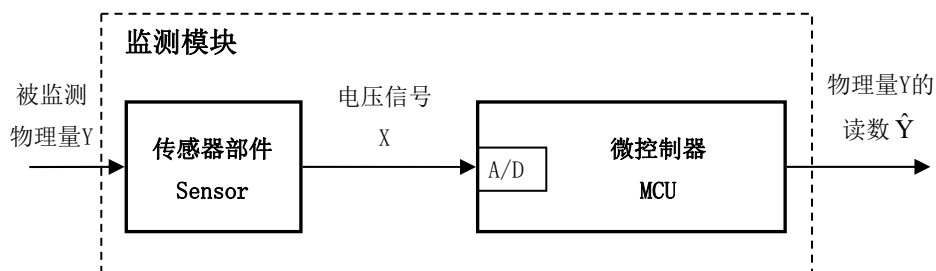 监测模块
被监测
物理量Y
传感器部件
Sensor
电压信号
X
A/D
微控制器
MCU
物理量Y的
读数 Ŷ